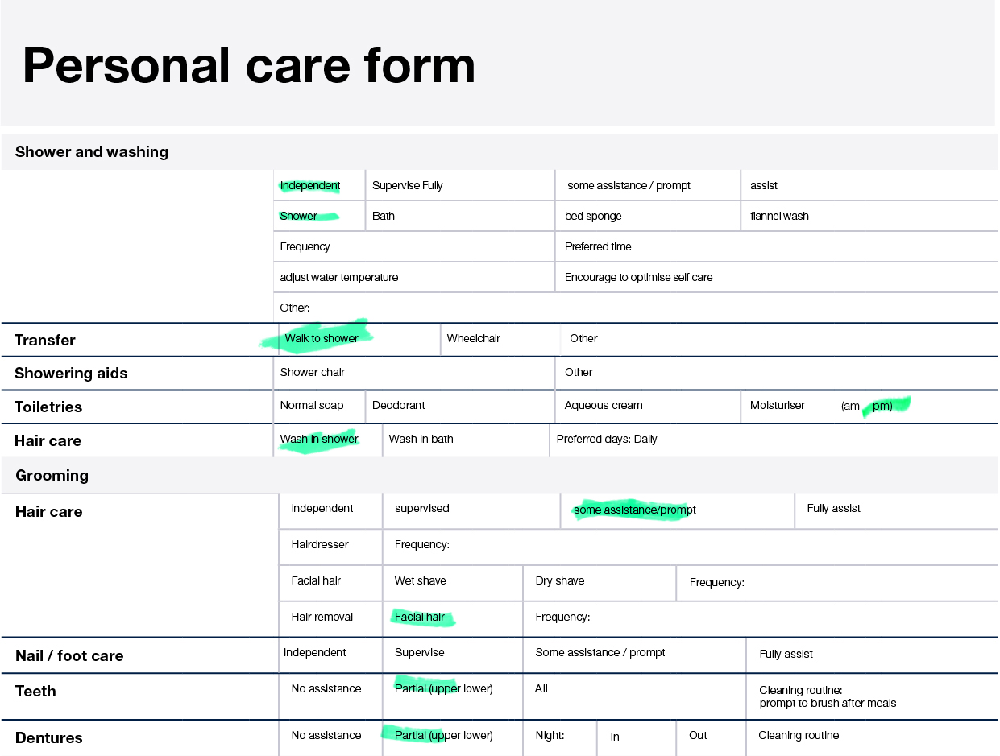 Personal care form
Shower and washing
Independent Supervise Fully some assistance / prompt assist
Shower Bath bed sponge flannel wash
Frequency Preferred time
adjust water temperature Encourage to optimise self care
Other:
Transfer Walk to shower Wheelchair Other
Showering aids Shower chair Other
Toiletries Normal soap Deodorant Aqueous cream Moisturiser (am pm)
Hair care Wash in shower Wash in bath Preferred days: Daily
Grooming
Hair care Independent supervised some assistance/prompt Fully assist
Hairdresser Frequency:
Facial hair Wet shave Dry shave Frequency:
Hair removal Facial hair Frequency:
Nail / foot care Independent Supervise Some assistance / prompt Fully assist
Teeth No assistance Partial (upper lower) All Cleaning routine:
prompt to brush after meals
Dentures No assistance Partial (upper lower) Night: In Out Cleaning routine